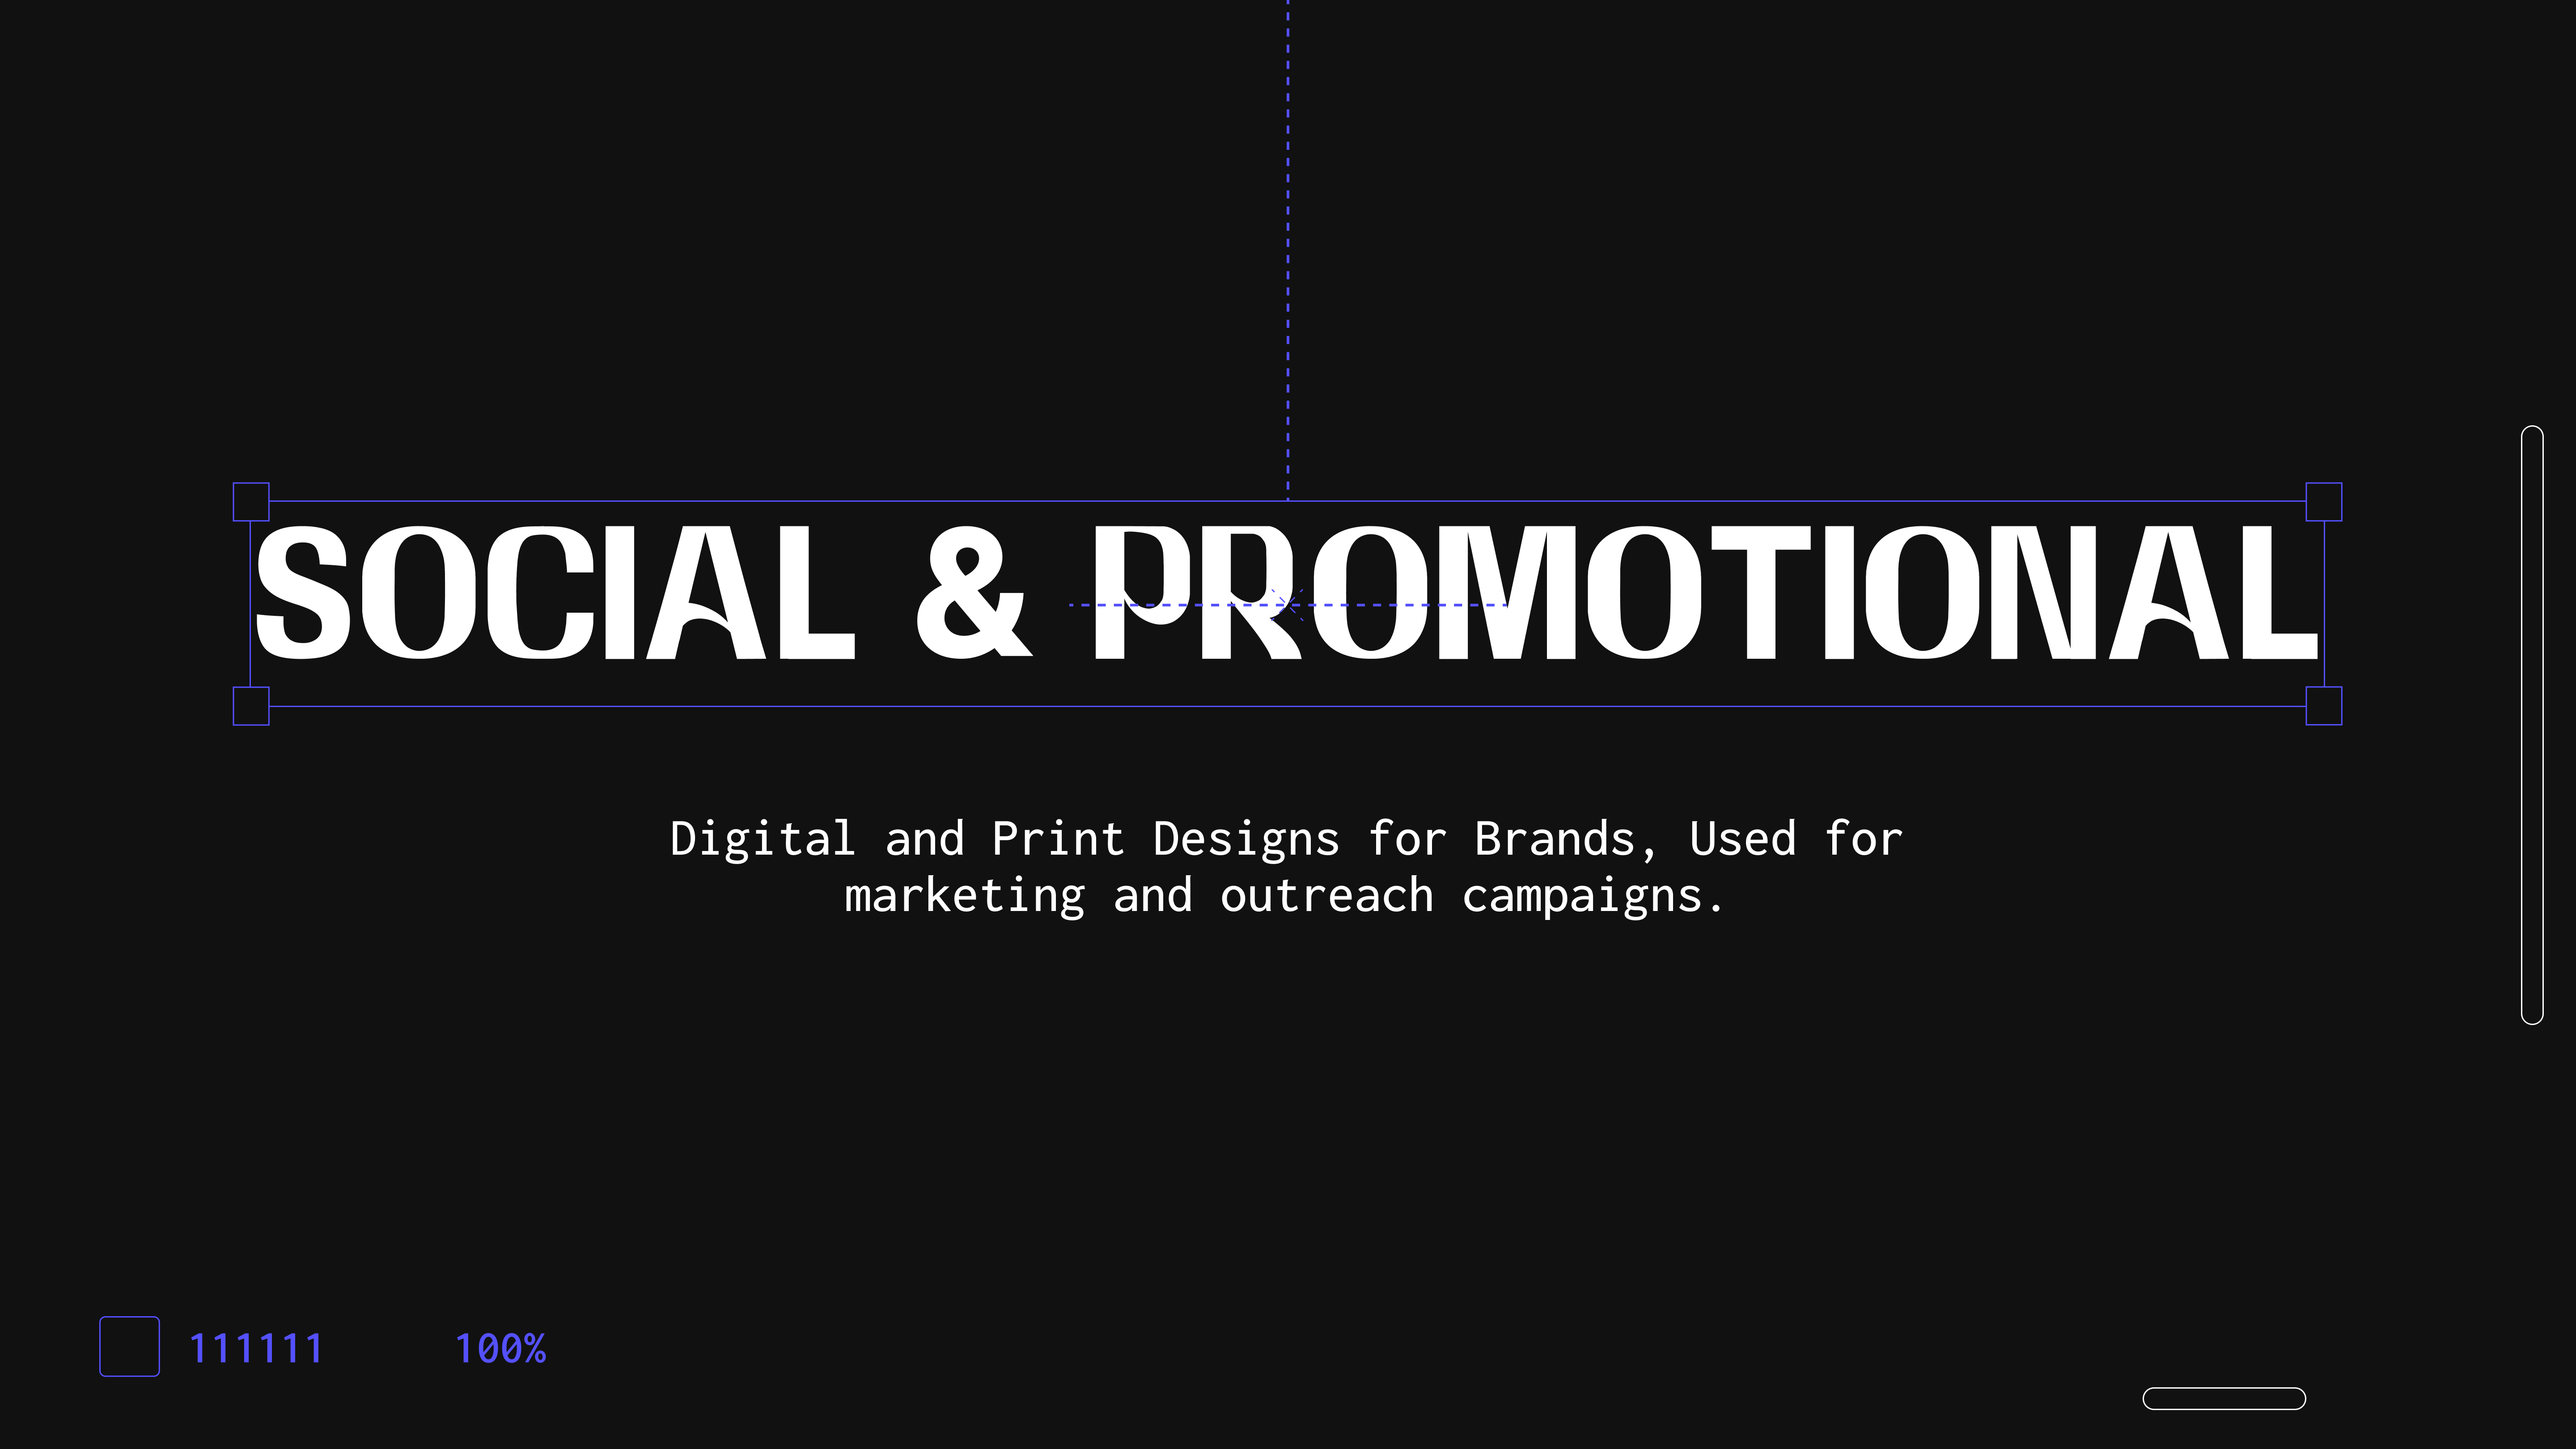 SOCIAL & PROMOTIONAL
Digital and Print Designs for Brands, Used for
marketing and outreach campaigns.
111111 100%